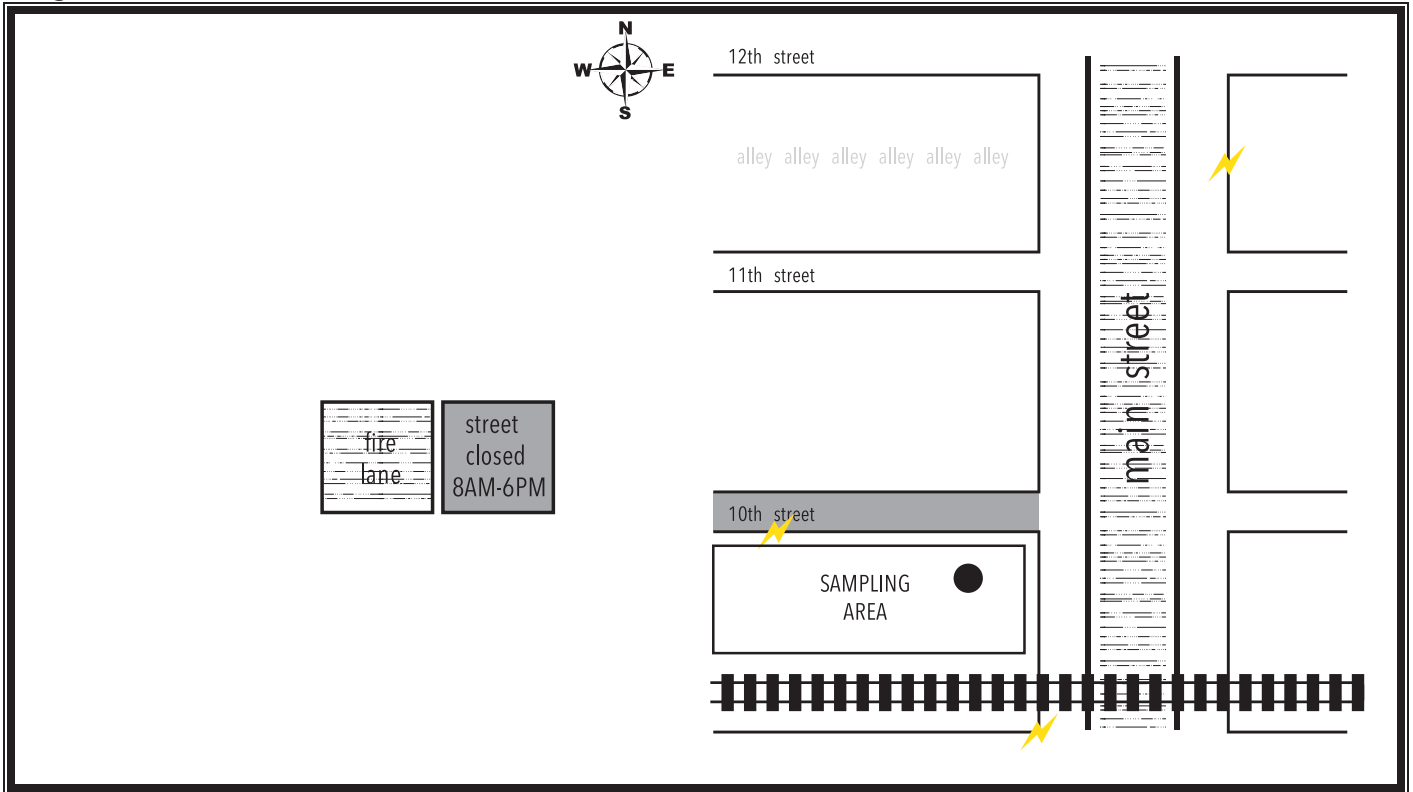 N
W E
S
12th street
alley alley alley alley alley alley
11th street
main street
fire
lane
street
closed
8AM-6PM
10th street
SAMPLING
AREA